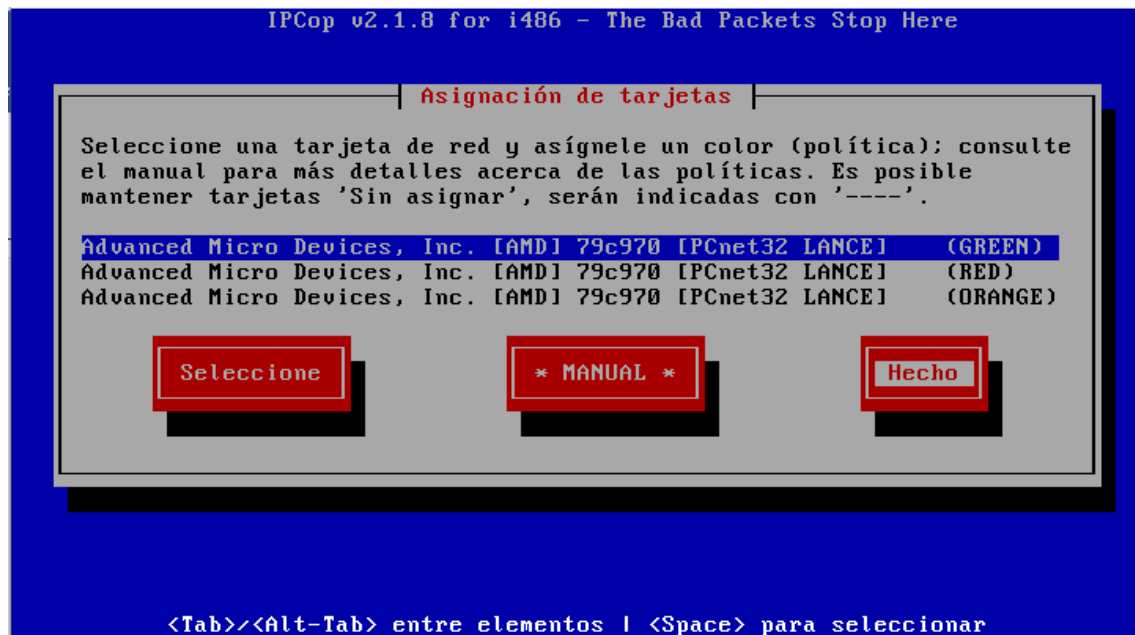 IPCop v2.1.8 for i486 - The Bad Packets Stop Here
Asignación de tarjetas
Seleccione una tarjeta de red y asígnele un color (política); consulte
el manual para más detalles acerca de las políticas. Es posible
mantener tarjetas 'Sin asignar', serán indicadas con '----'.
Advanced Micro Devices, Inc. [AMD] 79c970 [PCnet32 LANCE] (GREEN)
Advanced Micro Devices, Inc. [AMD] 79c970 [PCnet32 LANCE] (RED)
Advanced Micro Devices, Inc. [AMD] 79c970 [PCnet32 LANCE] (ORANGE)
Seleccione * MANUAL * Hecho
<Tab>/<Alt-Tab> entre elementos | <Space> para seleccionar